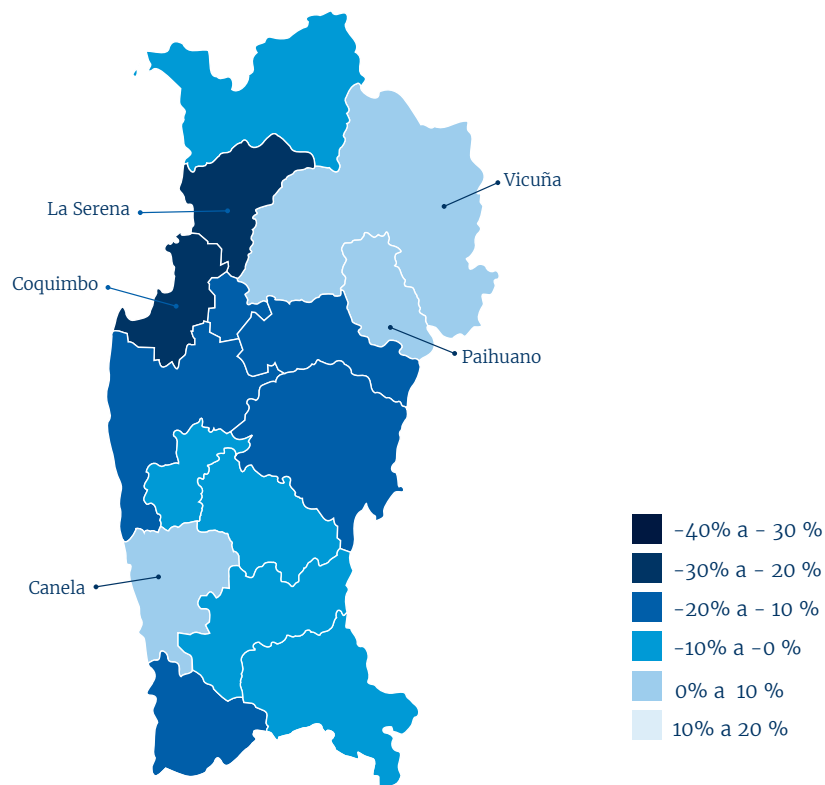 Vicuña
La Serena
Coquimbo
Paihuano
Canela
-40% a - 30 %
-30% a - 20 %
-20% a - 10 %
-10% a -0 %
0% a 10 %
10% a 20 %